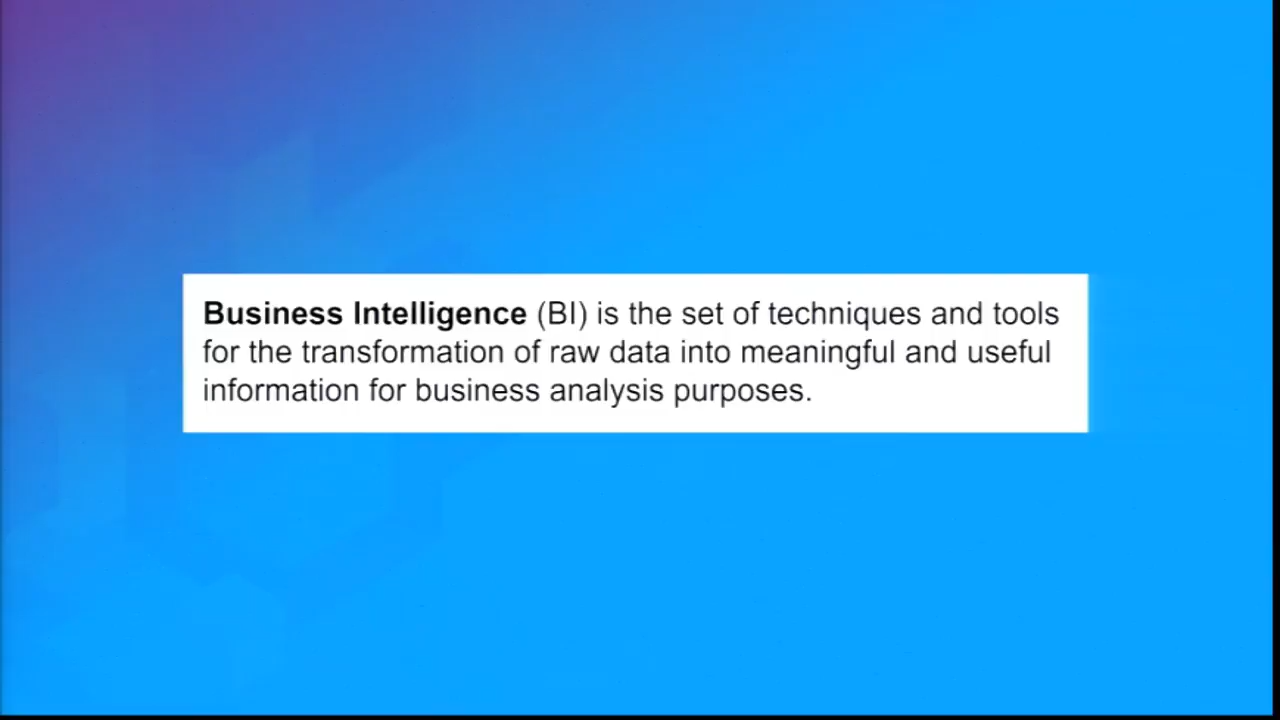 Business Intelligence (BI) is the set of techniques and tools
for the transformation of raw data into meaningful and useful
information for business analysis purposes.